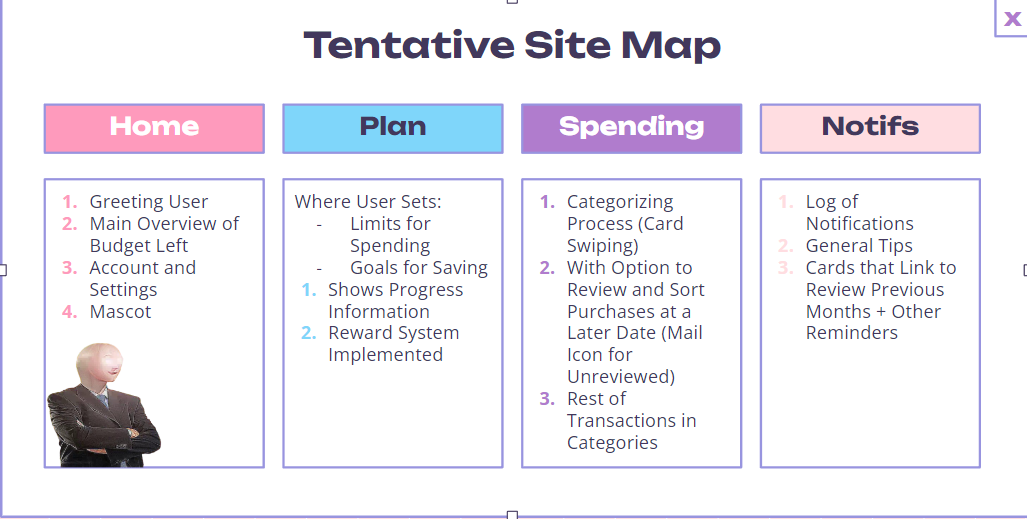 X
Tentative Site Map
Home
Plan
Spending
Notifs
1. Greeting User
2. Main Overview of
Budget Left
3. Account and
Settings
4. Mascot
Where User Sets:
- Limits for
Spending
- Goals for Saving
1. Shows Progress
Information
2. Reward System
Implemented
1. Categorizing
Process (Card
Swiping)
2. With Option to
Review and Sort
Purchases at a
Later Date (Mail
Icon for
Unreviewed)
3. Rest of
Transactions in
Categories
1. Log of
Notifications
2. General Tips
3. Cards that Link to
Review Previous
Months + Other
Reminders